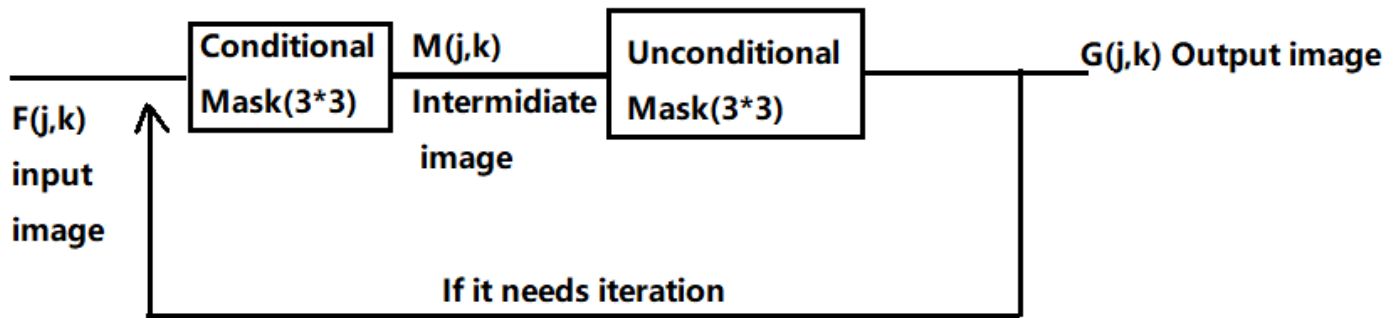 Conditional
Mask(3*3)
M(j,k)
Intermidiate
image
Unconditional
Mask(3*3)
G(j,k) Output image
F(j,k)
input
image
If it needs iteration